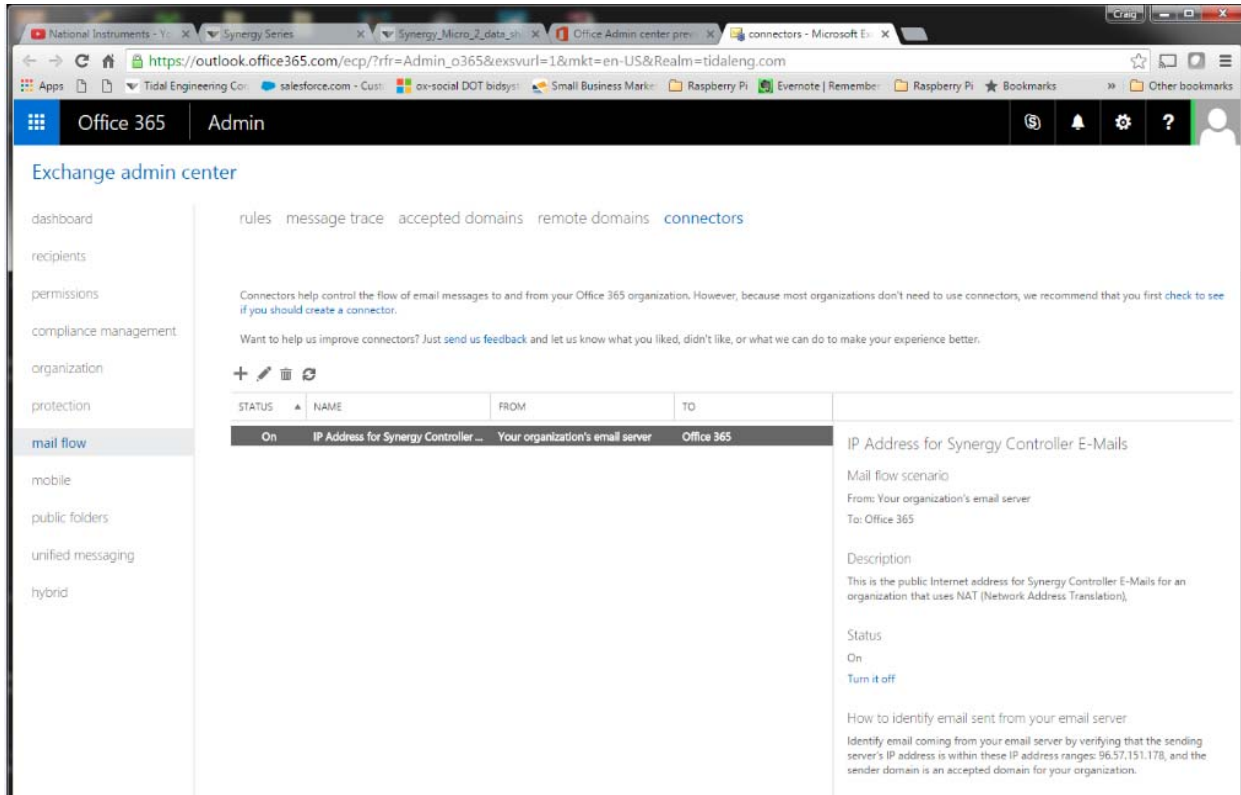 Craig
National Instruments - Yo
Synergy Series
Synergy_Micro_2_data_sh
Office Admin center prev
connectors - Microsoft Ex
https://outlook.office365.com/ecp/?rfr=Admin_o365&exsvurl=1&mkt=en-US&Realm=tidaleng.com
Apps Tidal Engineering Cor salesforce.com - Cust ox-social DOT bidsyst Small Business Marke Raspberry Pi Evernote | Remember Raspberry Pi Bookmarks » Other bookmarks
Office 365 Admin ?
Exchange admin center
dashboard
recipients
permissions
compliance management
organization
protection
mail flow
mobile
public folders
unified messaging
hybrid
rules message trace accepted domains remote domains connectors
Connectors help control the flow of email messages to and from your Office 365 organization. However, because most organizations don't need to use connectors, we recommend that you first check to see
if you should create a connector.
Want to help us improve connectors? Just send us feedback and let us know what you liked, didn't like, or what we can do to make your experience better.
STATUS NAME FROM TO
On IP Address for Synergy Controller ... Your organization's email server Office 365
IP Address for Synergy Controller E-Mails
Mail flow scenario
From: Your organization's email server
To: Office 365
Description
This is the public Internet address for Synergy Controller E-Mails for an
organization that uses NAT (Network Address Translation),
Status
On
Turn it off
How to identify email sent from your email server
Identify email coming from your email server by verifying that the sending
server's IP address is within these IP address ranges: 96.57.151.178, and the
sender domain is an accepted domain for your organization.